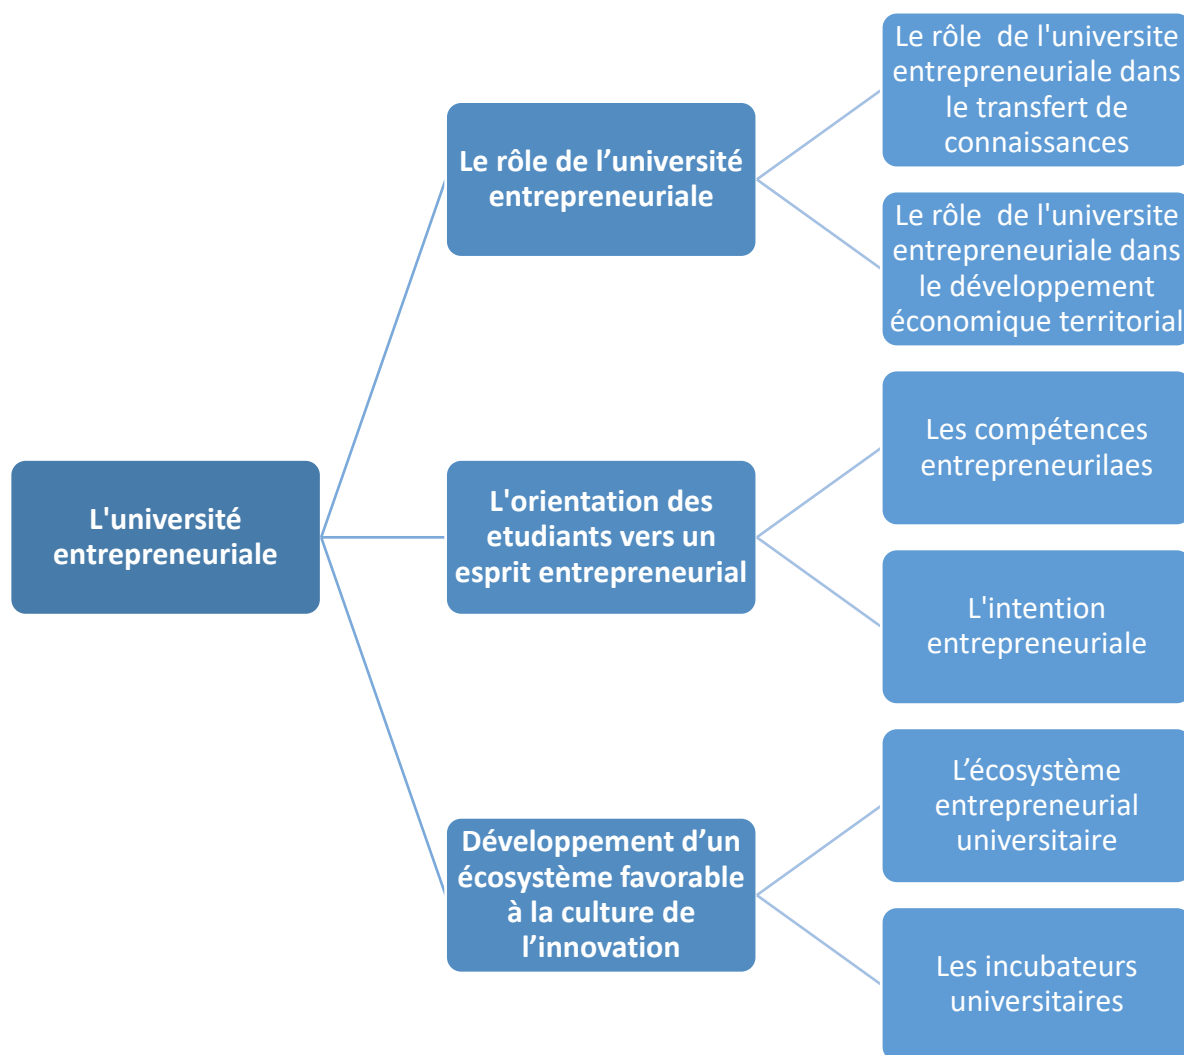 Le rôle  de l'universite
entrepreneuriale dans
le transfert de
connaissances
Le rôle de l’université
entrepreneuriale
Le rôle  de l'universite
entrepreneuriale dans
le développement
économique territorial
Les compétences
entrepreneurilaes
L'université
entrepreneuriale
L'orientation des
etudiants vers un
esprit entrepreneurial
L'intention
entrepreneuriale
L’écosystème
entrepreneurial
universitaire
Développement d’un
écosystème favorable
à la culture de
l’innovation
Les incubateurs
universitaires